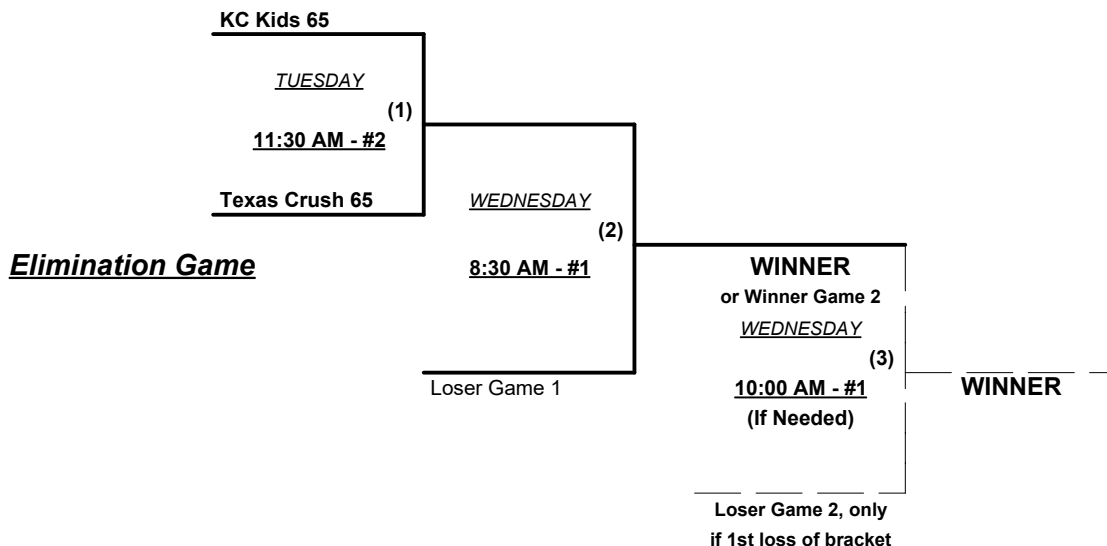 KC Kids 65
TUESDAY
(1)
11:30 AM - #2
Texas Crush 65
WEDNESDAY
(2)
Elimination Game
8:30 AM - #1
WINNER
or Winner Game 2
WEDNESDAY
(3)
Loser Game 1
10:00 AM - #1
WINNER
(If Needed)
Loser Game 2, only
if 1st loss of bracket